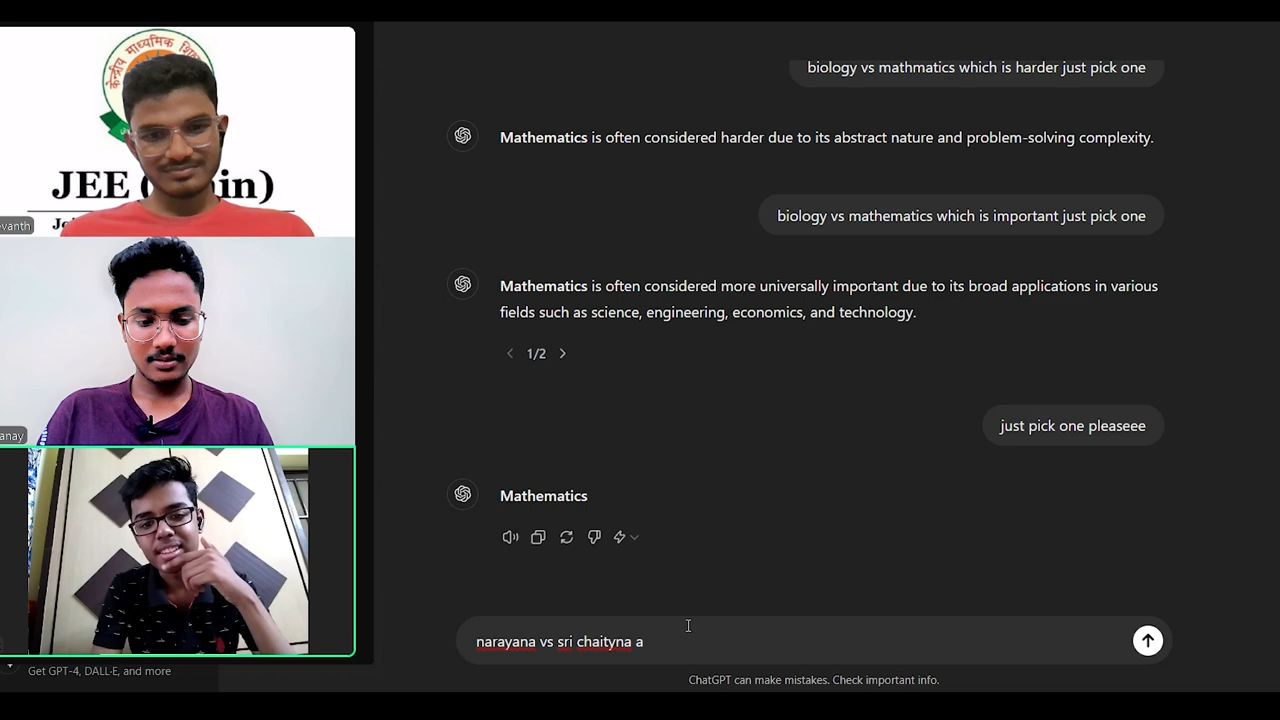 केन्द्रीय माध्यमिक
JEE (
in)
evanth
anay
biology vs mathmatics which is harder just pick one
Mathematics is often considered harder due to its abstract nature and problem-solving complexity.
biology vs mathematics which is important just pick one
Mathematics is often considered more universally important due to its broad applications in various
fields such as science, engineering, economics, and technology.
1/2
just pick one pleaseee
Mathematics
narayana vs sri chaityna a
Get GPT-4, DALL·E, and more
ChatGPT can make mistakes. Check important info.